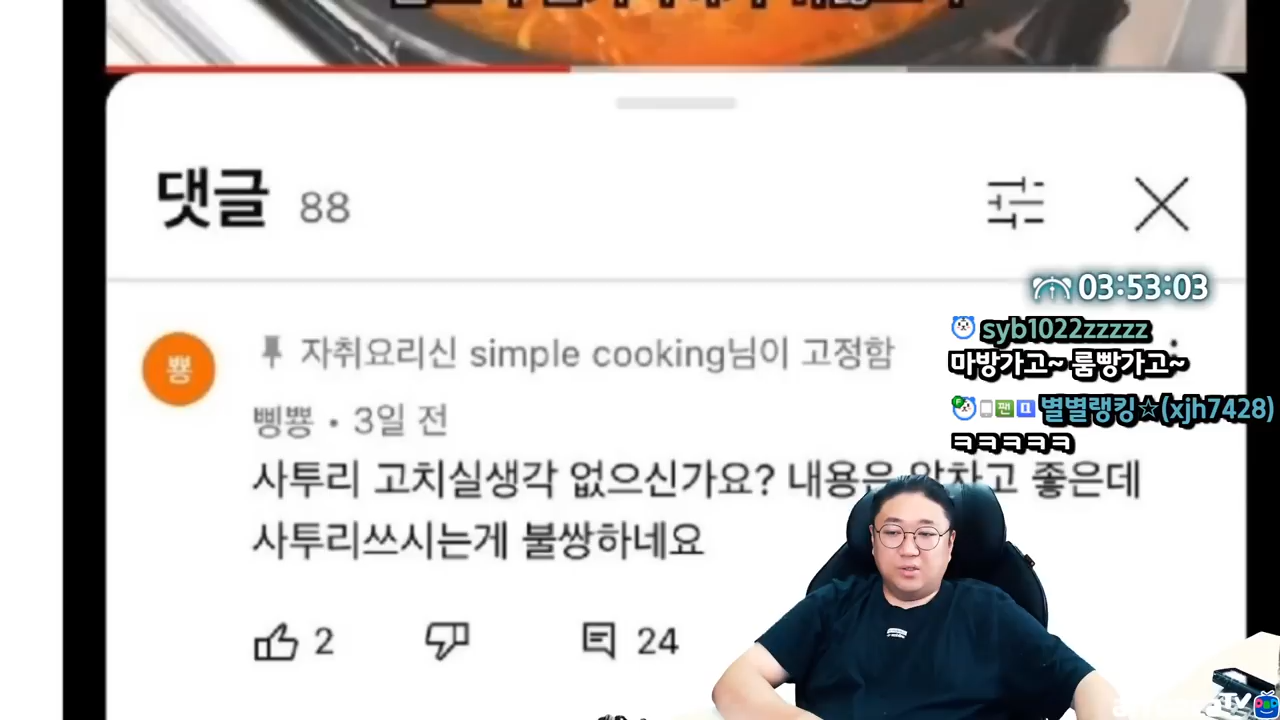 댓글 88
자취요리신 simple cooking님이 고정함
뽕
삥뽕 • 3일 전
사투리 고치실생각 없으신가요? 내용은 알차고 좋은데
사투리쓰시는게 불쌍하네요
2
24
03:53:03
syb1022zzzzz
마방가고~ 룸빵가고~
별별랭킹☆(xjh7428)
ㅋㅋㅋㅋㅋ